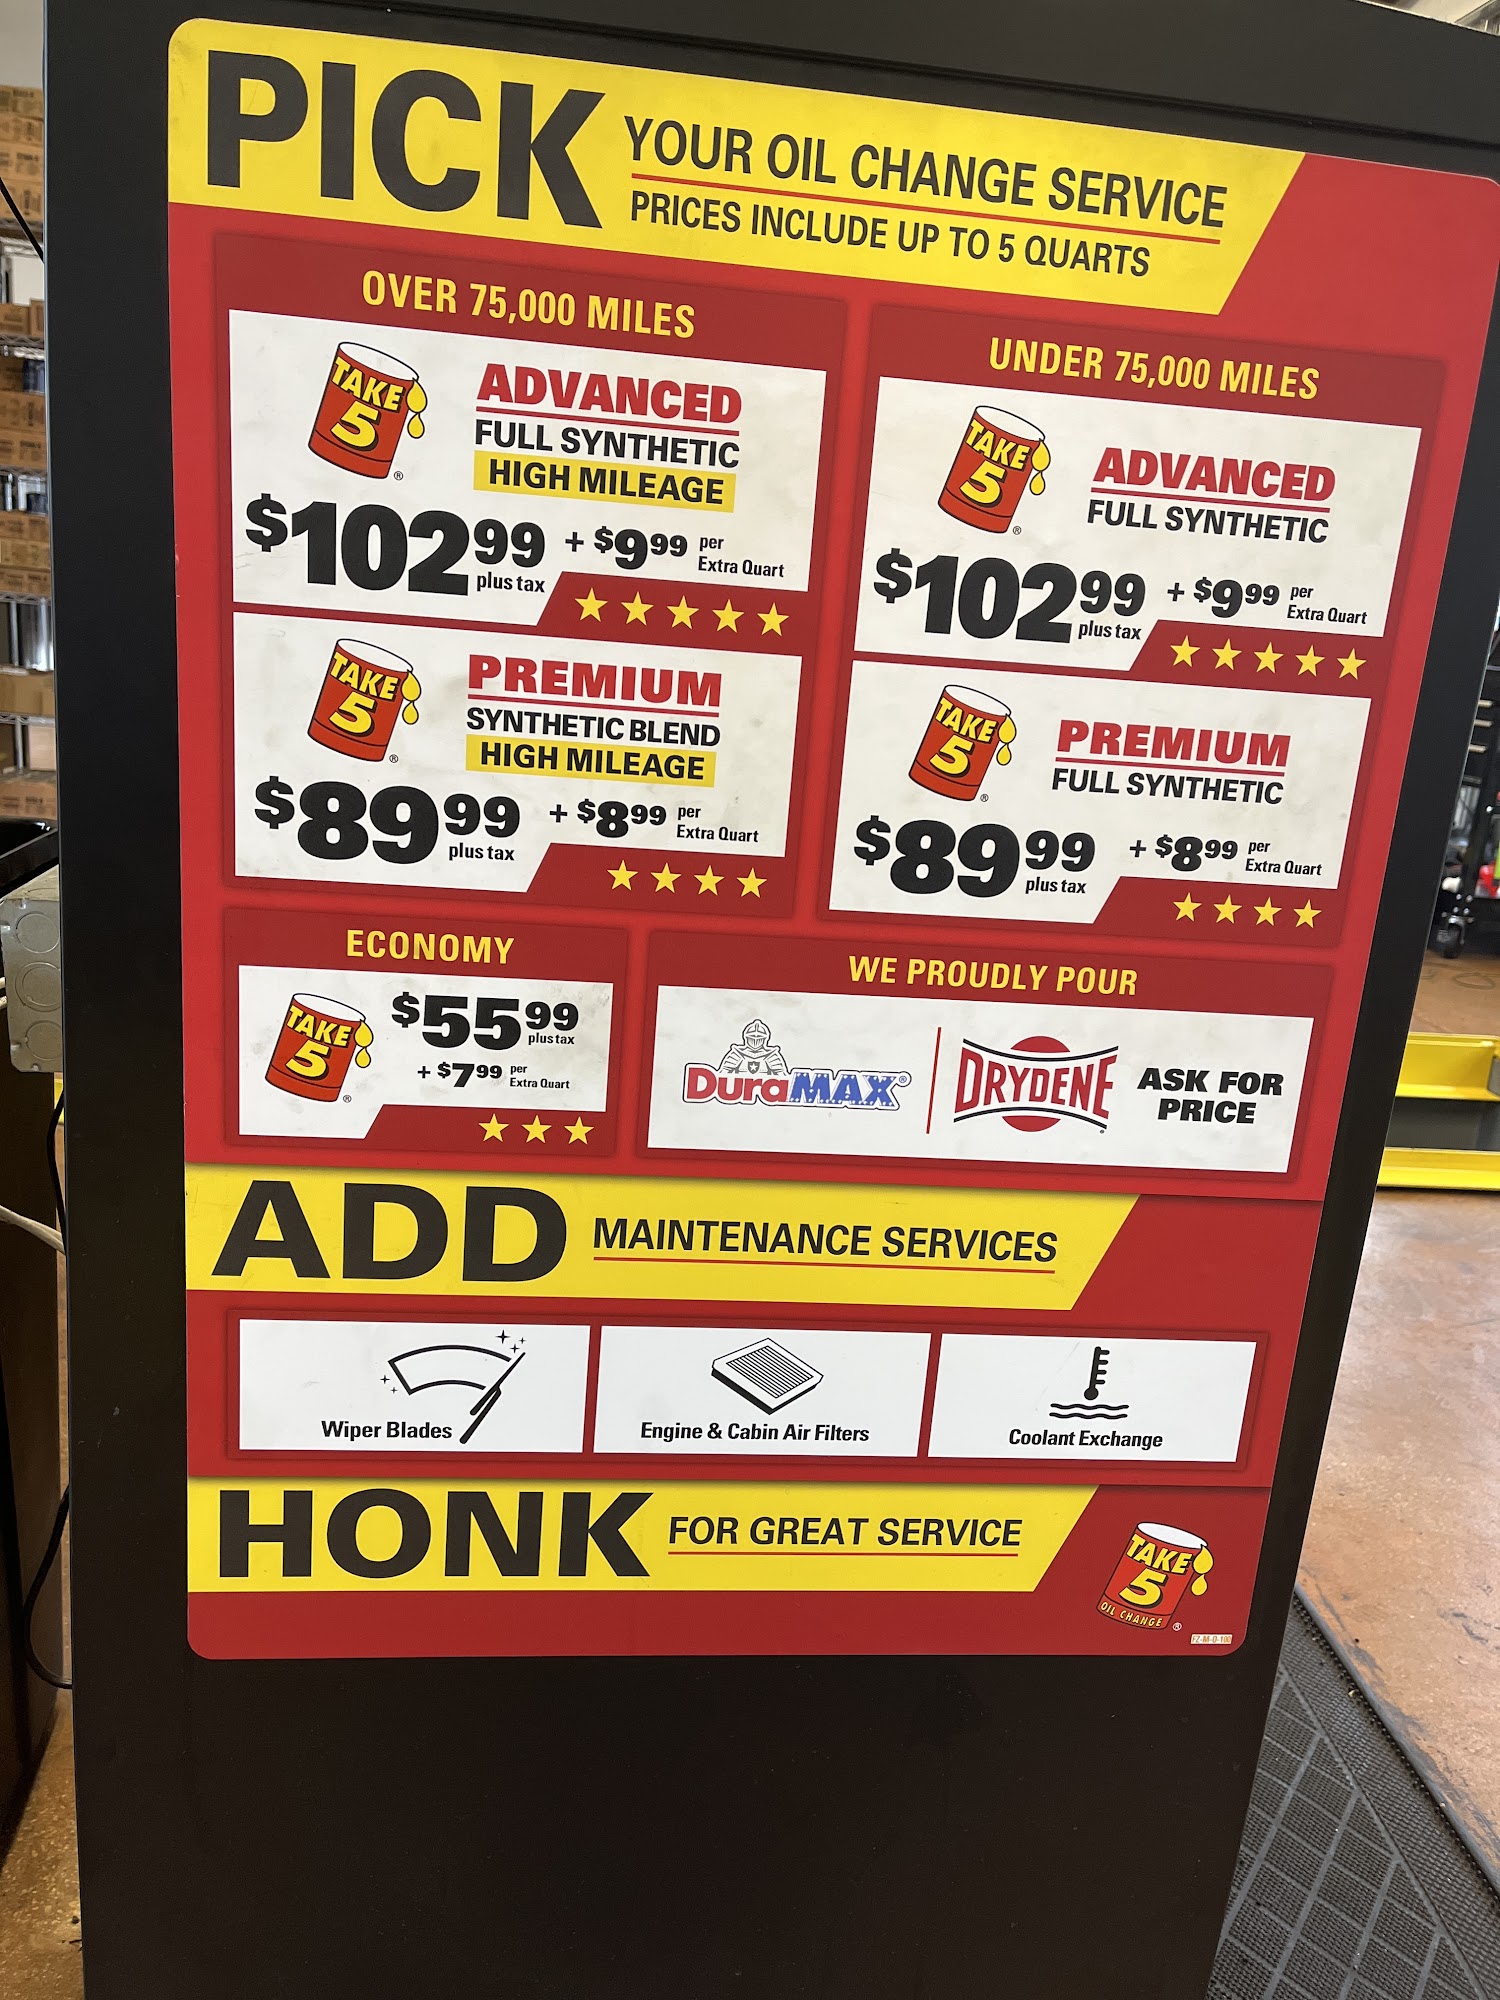 PICK YOUR OIL CHANGE SERVICE
PRICES INCLUDE UP TO 5 QUARTS
OVER 75,000 MILES
TAKE
5
®
ADVANCED
FULL SYNTHETIC
HIGH MILEAGE
$102 99 plus tax + $9 99 per Extra Quart
TAKE
5
®
PREMIUM
SYNTHETIC BLEND
HIGH MILEAGE
$89 99 plus tax + $8 99 per Extra Quart
UNDER 75,000 MILES
TAKE
5
®
ADVANCED
FULL SYNTHETIC
$102 99 plus tax + $9 99 per Extra Quart
TAKE
5
®
PREMIUM
FULL SYNTHETIC
$89 99 plus tax + $8 99 per Extra Quart
ECONOMY
TAKE
5
®
$55 99 plus tax
+ $7 99 per Extra Quart
WE PROUDLY POUR
DuraMAX®
DRYDENE
ASK FOR
PRICE
ADD MAINTENANCE SERVICES
Wiper Blades
Engine & Cabin Air Filters
Coolant Exchange
HONK FOR GREAT SERVICE
TAKE
5
OIL CHANGE
®
FZ-M-O-100